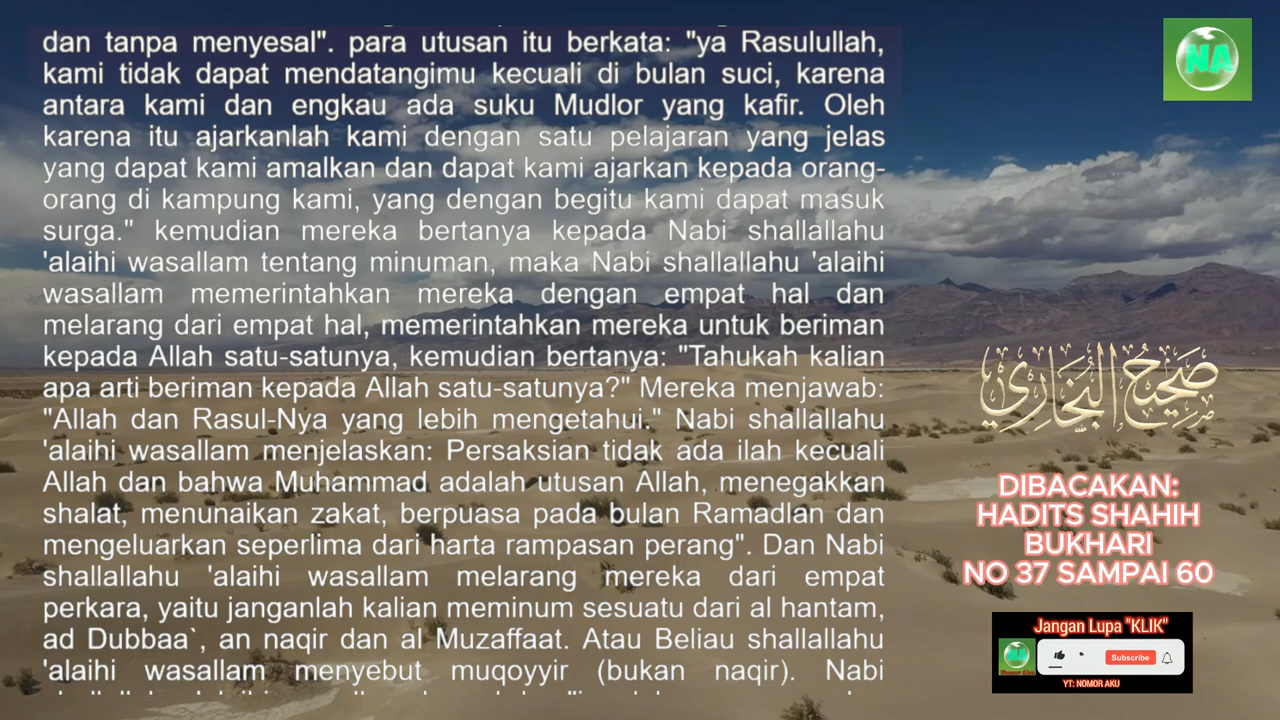 dan tanpa menyesal". para utusan itu berkata: "ya Rasulullah,
kami tidak dapat mendatangimu kecuali di bulan suci, karena
antara kami dan engkau ada suku Mudlor yang kafir. Oleh
karena itu ajarkanlah kami dengan satu pelajaran yang jelas
yang dapat kami amalkan dan dapat kami ajarkan kepada orang-
orang di kampung kami, yang dengan begitu kami dapat masuk
surga." kemudian mereka bertanya kepada Nabi shallallahu
'alaihi wasallam tentang minuman, maka Nabi shallallahu 'alaihi
wasallam memerintahkan mereka dengan empat hal dan
melarang dari empat hal, memerintahkan mereka untuk beriman
kepada Allah satu-satunya, kemudian bertanya: "Tahukah kalian
apa arti beriman kepada Allah satu-satunya?" Mereka menjawab:
"Allah dan Rasul-Nya yang lebih mengetahui." Nabi shallallahu
'alaihi wasallam menjelaskan: Persaksian tidak ada ilah kecuali
Allah dan bahwa Muhammad adalah utusan Allah, menegakkan
shalat, menunaikan zakat, berpuasa pada bulan Ramadlan dan
mengeluarkan seperlima dari harta rampasan perang". Dan Nabi
shallallahu 'alaihi wasallam melarang mereka dari empat
perkara, yaitu janganlah kalian meminum sesuatu dari al hantam,
ad Dubbaa`, an naqir dan al Muzaffaat. Atau Beliau shallallahu
'alaihi wasallam menyebut muqoyyir (bukan naqir). Nabi
NA
صَحِيحُ البُخَارِيِّ
DIBACAKAN:
HADITS SHAHIH
BUKHARI
NO 37 SAMPAI 60
Jangan Lupa "KLIK"
NA
Subscribe
YT: NOMOR AKU